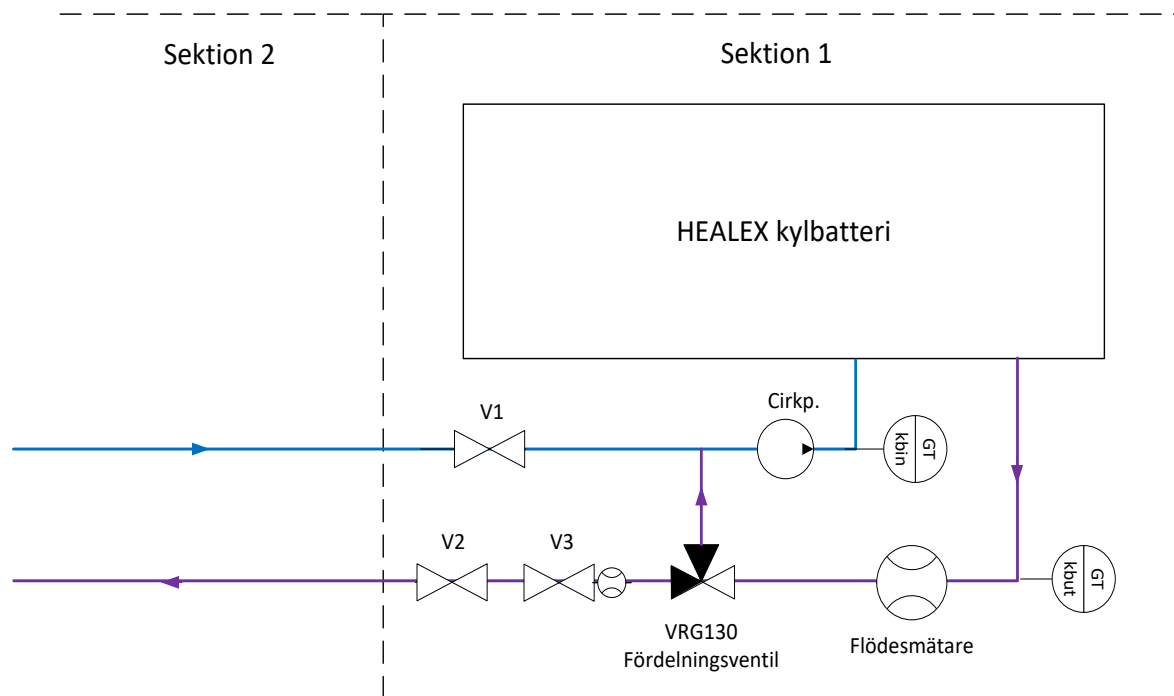 Sektion 2
Sektion 1
HEALEX kylbatteri
V1
Cirkp.
GT
kbin
V2
V3
GT
kbut
VRG130
Fördelningsventil
Flödesmätare